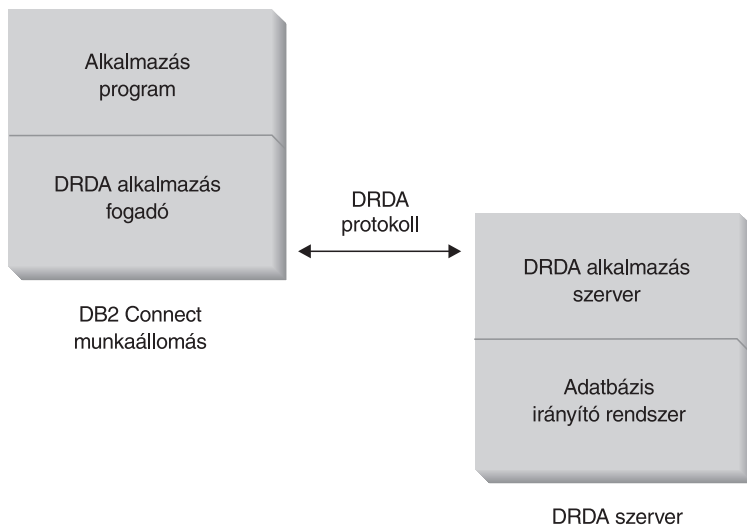 Alkalmazás
program
DRDA alkalmazás
fogadó
DB2 Connect
munkaállomás
DRDA
protokoll
DRDA alkalmazás
szerver
Adatbázis
irányító rendszer
DRDA szerver